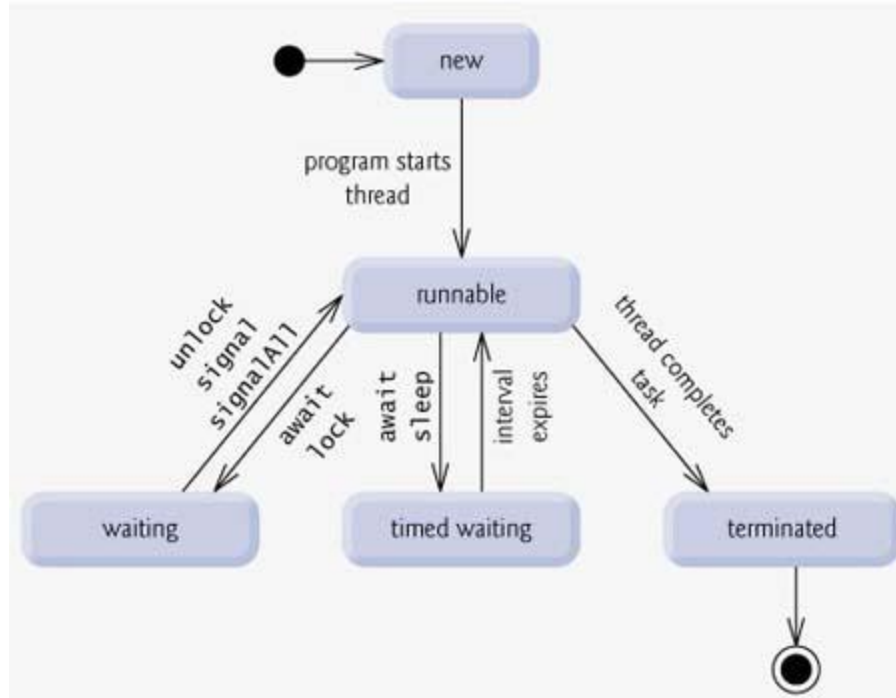 new
program starts
thread
runnable
unlock
signal
signalAll
await
lock
await
sleep
interval
expires
thread completes
task
waiting
timed waiting
terminated